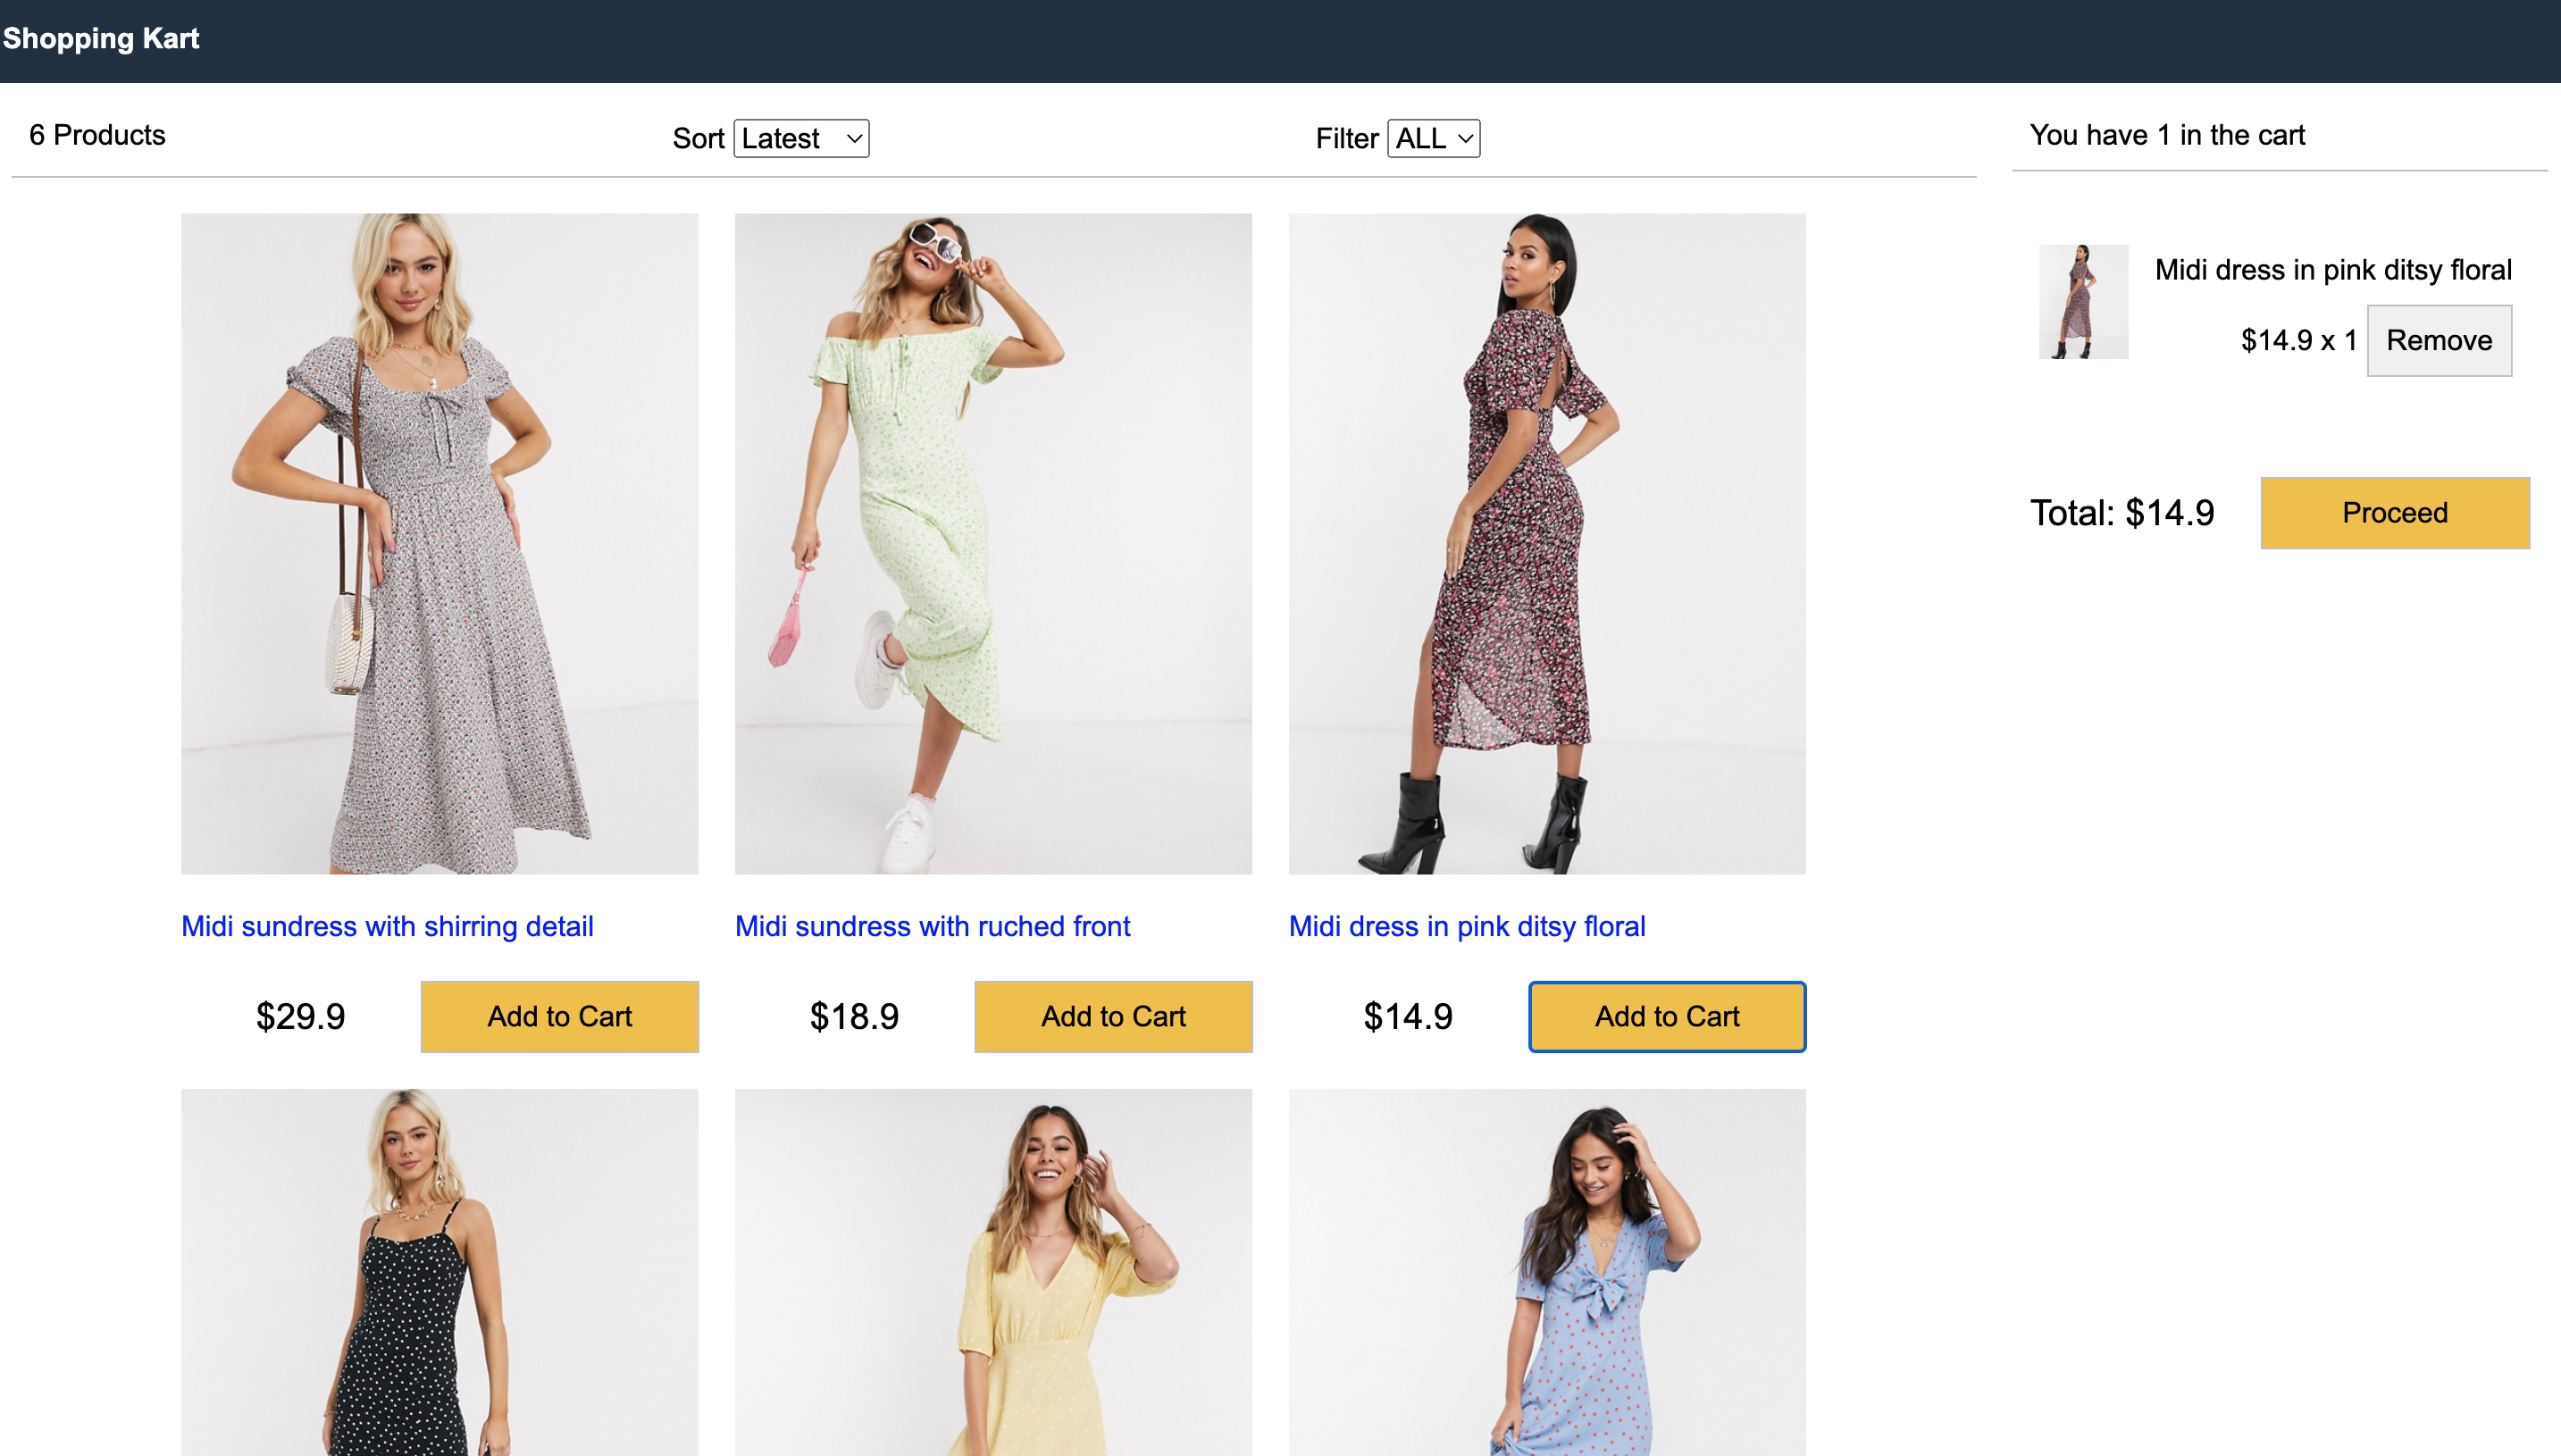 Shopping Kart
6 Products
Sort Latest
Filter ALL
You have 1 in the cart
Midi dress in pink ditsy floral
$14.9 x 1 Remove
Total: $14.9 Proceed
Midi sundress with shirring detail
$29.9 Add to Cart
Midi sundress with ruched front
$18.9 Add to Cart
Midi dress in pink ditsy floral
$14.9 Add to Cart